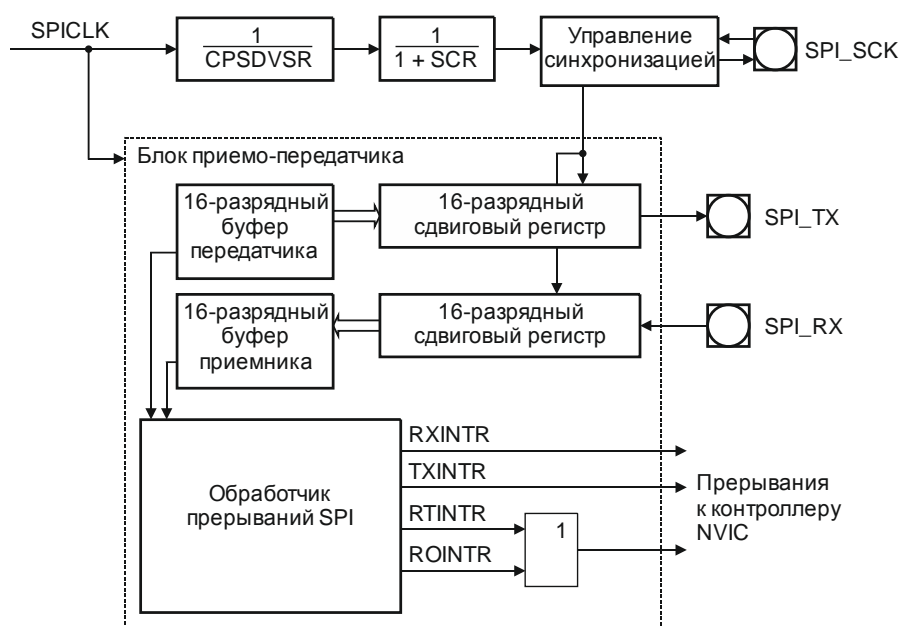 SPICLK
1
CPSDVSR
1
1 + SCR
Управление
синхронизацией
SPI_SCK
Блок приемо-передатчика
16-разрядный
буфер
передатчика
16-разрядный
сдвиговый регистр
SPI_TX
16-разрядный
буфер
приемника
16-разрядный
сдвиговый регистр
SPI_RX
Обработчик
прерываний SPI
RXINTR
TXINTR
RTINTR
ROINTR
1
Прерывания
к контроллеру
NVIC